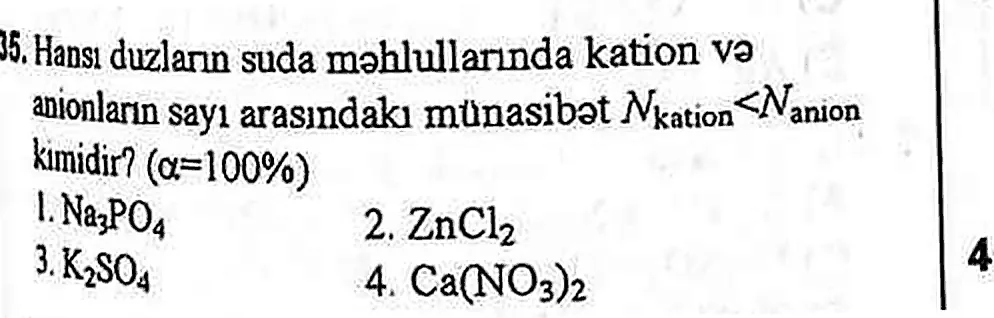 35. Hansı duzların suda məhlullarında kation və
anionların sayı arasındakı münasibət Nkation<Nanion
kimidir? (α=100%)
1. Na₃PO₄ 2. ZnCl₂
3. K₂SO₄ 4. Ca(NO₃)₂
4